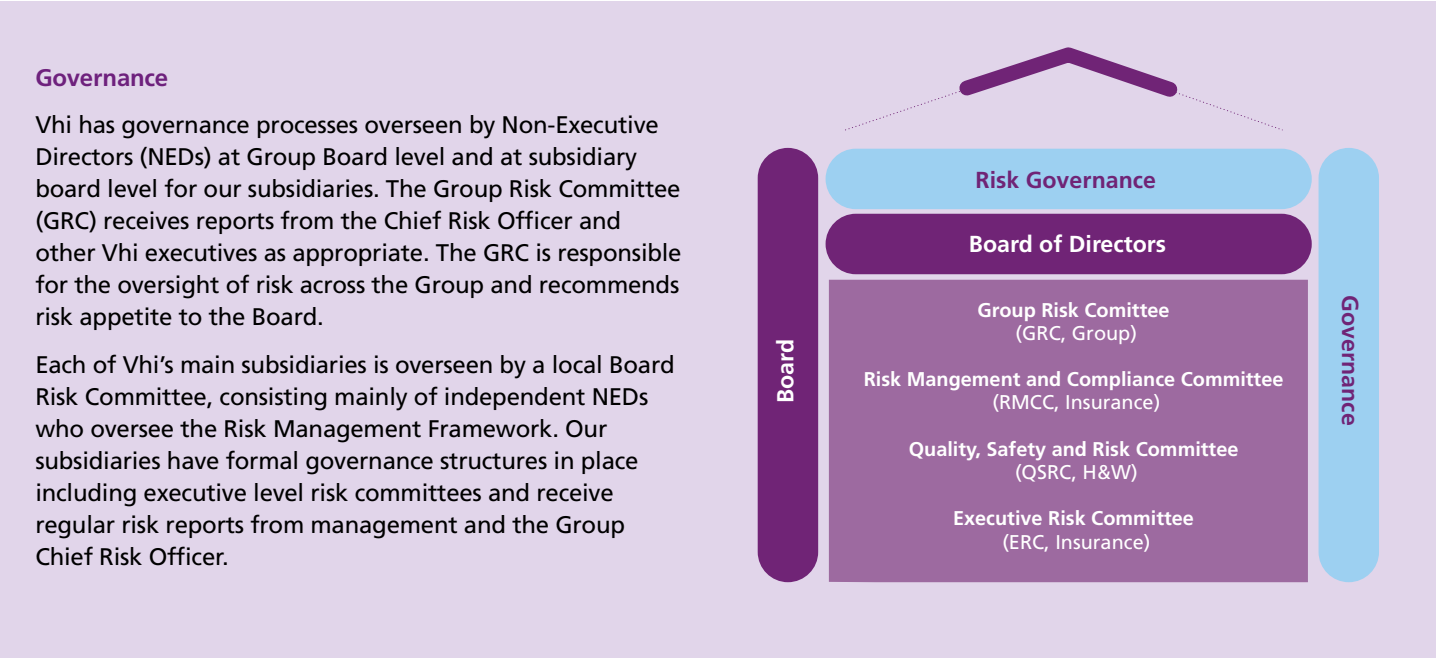 Governance
Vhi has governance processes overseen by Non-Executive
Directors (NEDs) at Group Board level and at subsidiary
board level for our subsidiaries. The Group Risk Committee
(GRC) receives reports from the Chief Risk Officer and
other Vhi executives as appropriate. The GRC is responsible
for the oversight of risk across the Group and recommends
risk appetite to the Board.
Each of Vhi’s main subsidiaries is overseen by a local Board
Risk Committee, consisting mainly of independent NEDs
who oversee the Risk Management Framework. Our
subsidiaries have formal governance structures in place
including executive level risk committees and receive
regular risk reports from management and the Group
Chief Risk Officer.
Board
Risk Governance
Board of Directors
Group Risk Comittee
(GRC, Group)
Risk Mangement and Compliance Committee
(RMCC, Insurance)
Quality, Safety and Risk Committee
(QSRC, H&W)
Executive Risk Committee
(ERC, Insurance)
Governance